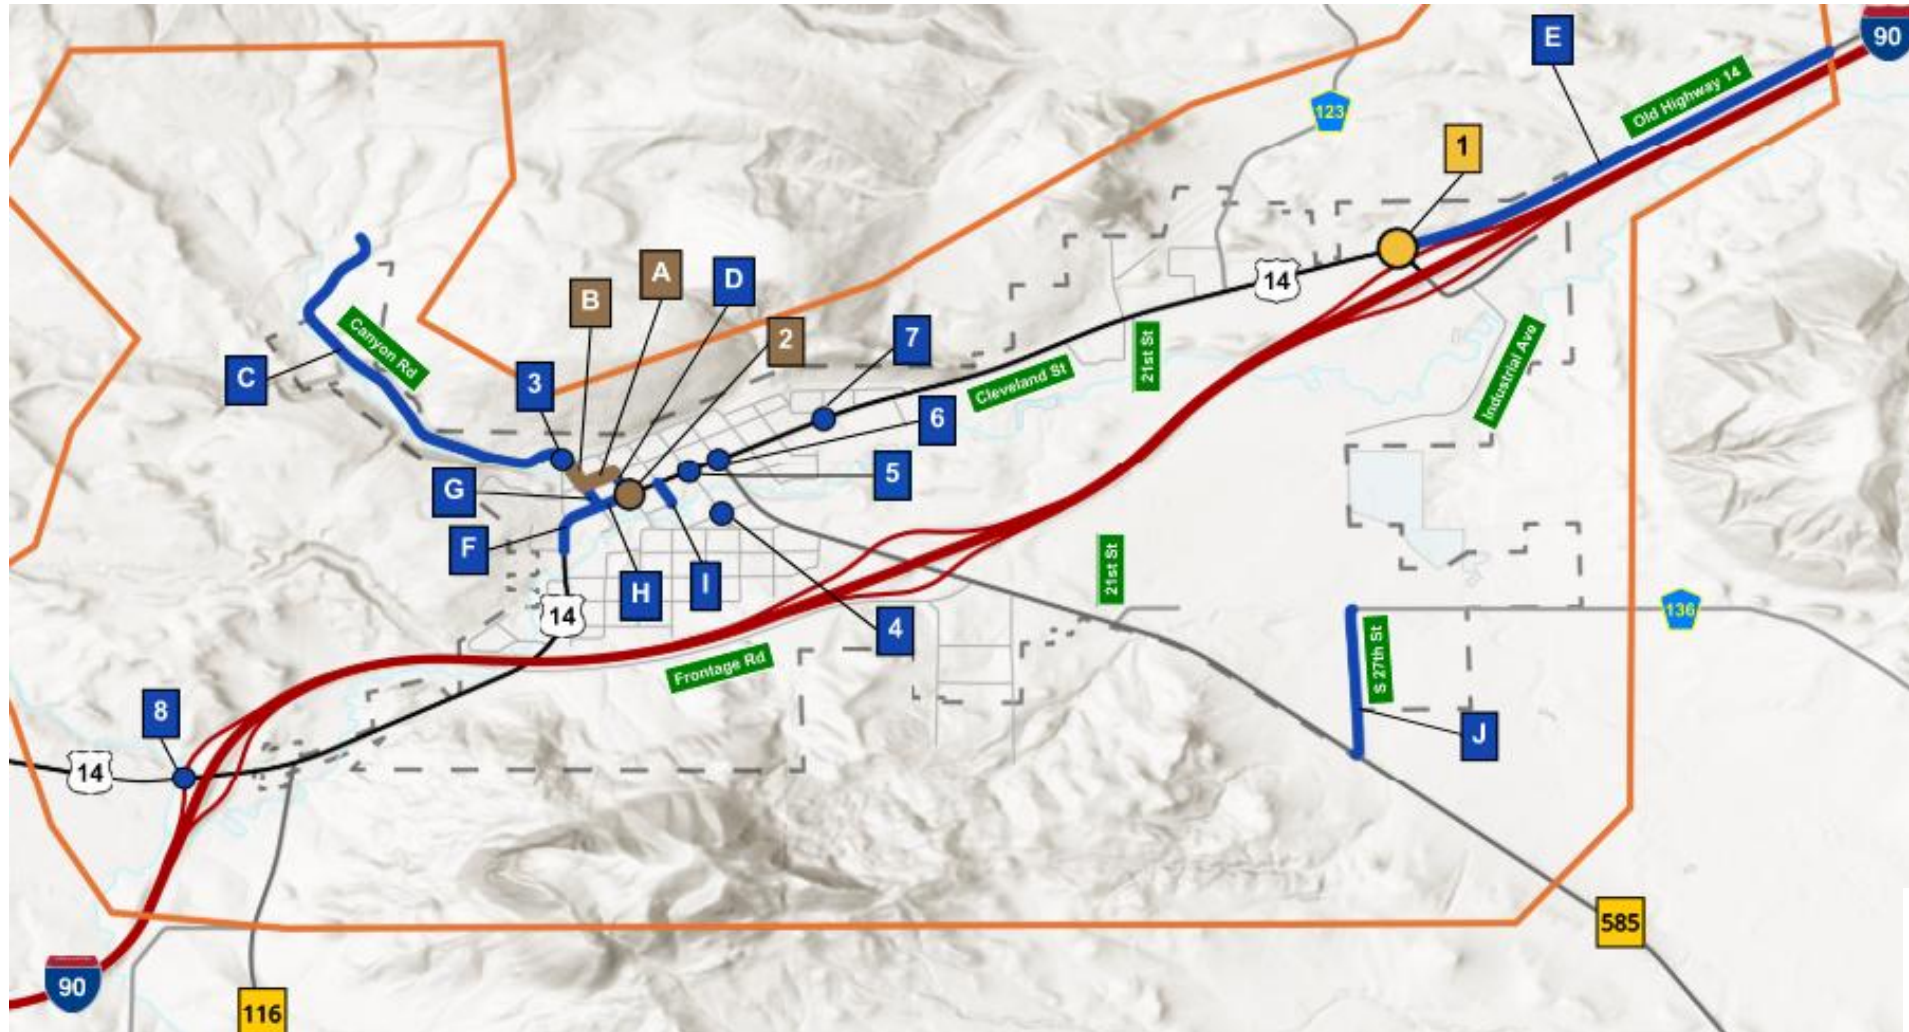 E
90
Old Highway 14
123
1
A
D
B
14
2
7
Canyon Rd
21st St
Industrial Ave
C
3
Cleveland St
6
5
G
F
21st St
I
H
14
136
4
S 27th St
Frontage Rd
8
J
14
585
90
116